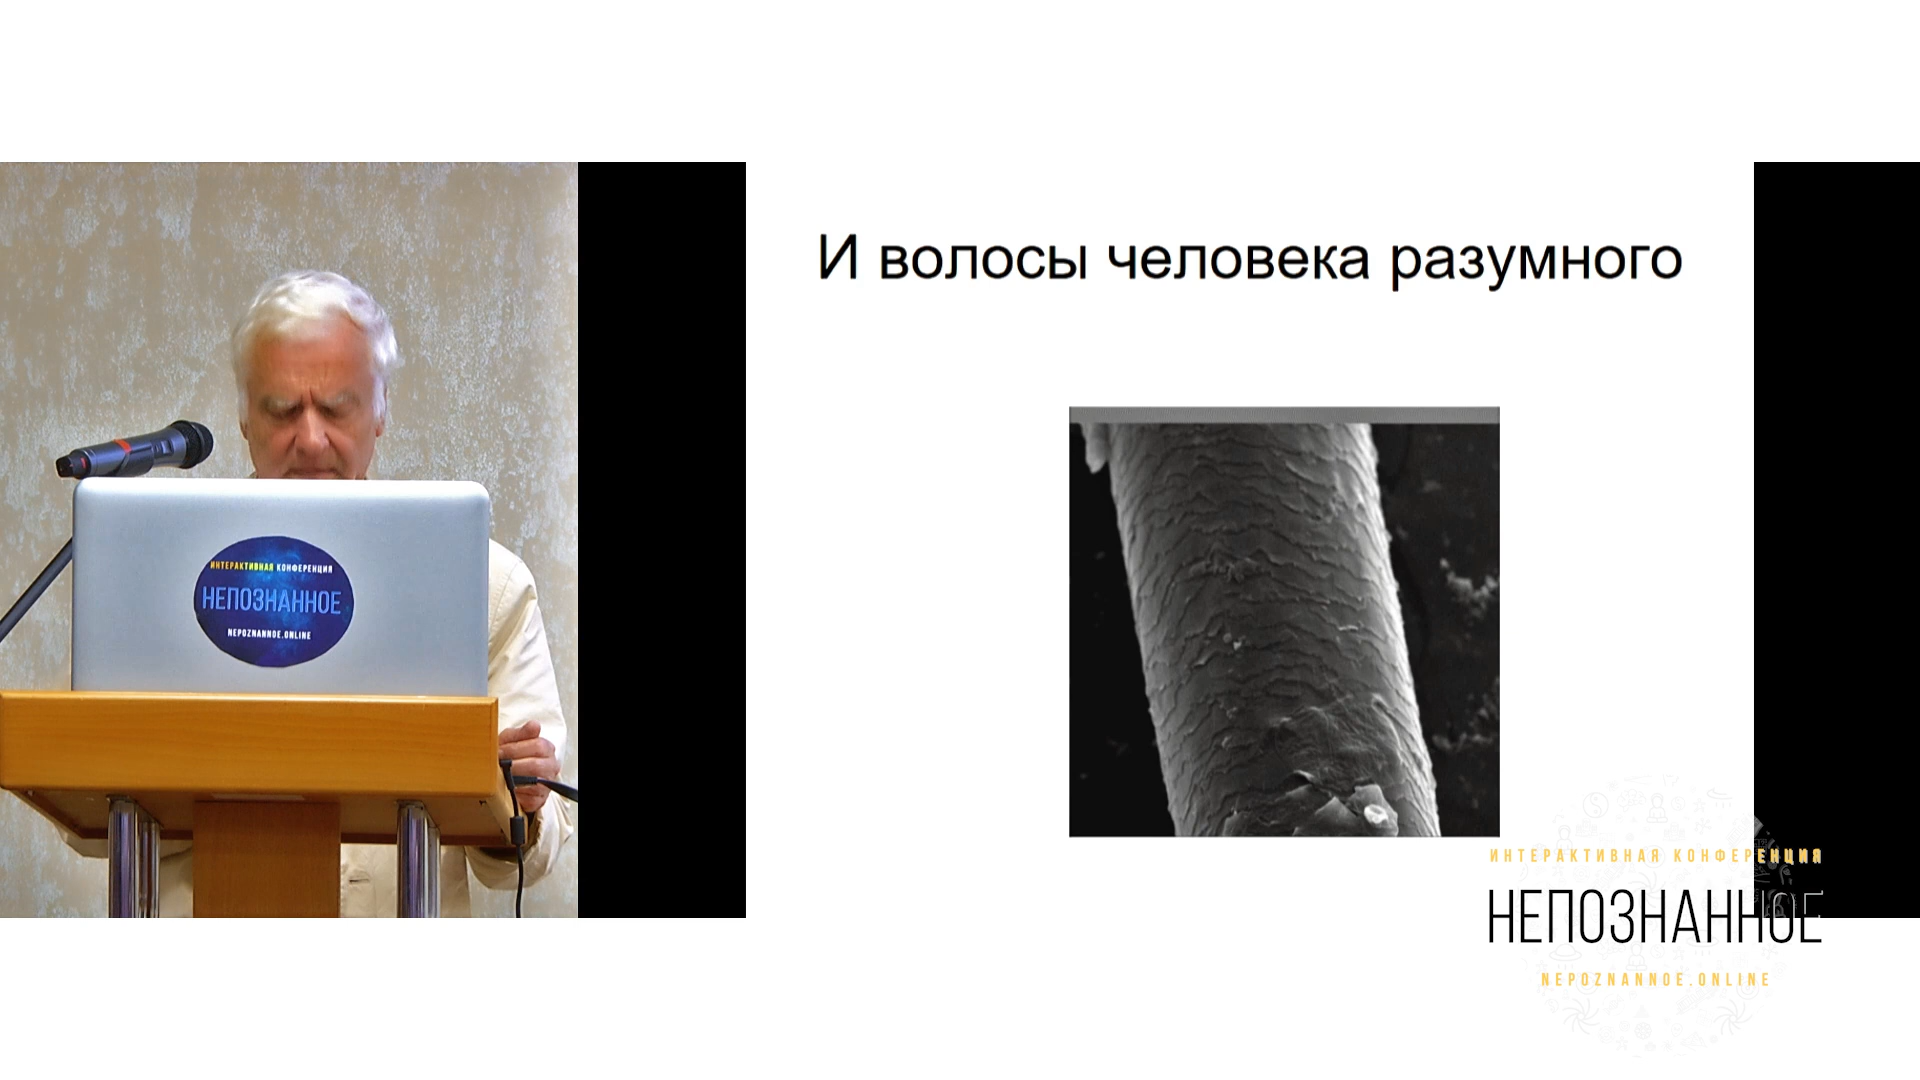 И волосы человека разумного
ИНТЕРАКТИВНАЯ КОНФЕРЕНЦИЯ
НЕПОЗНАННОЕ
NEPOZNANNOE.ONLINE
ИНТЕРАКТИВНАЯ КОНФЕРЕНЦИЯ
НЕПОЗНАННОЕ
NEPOZNANNOE.ONLINE